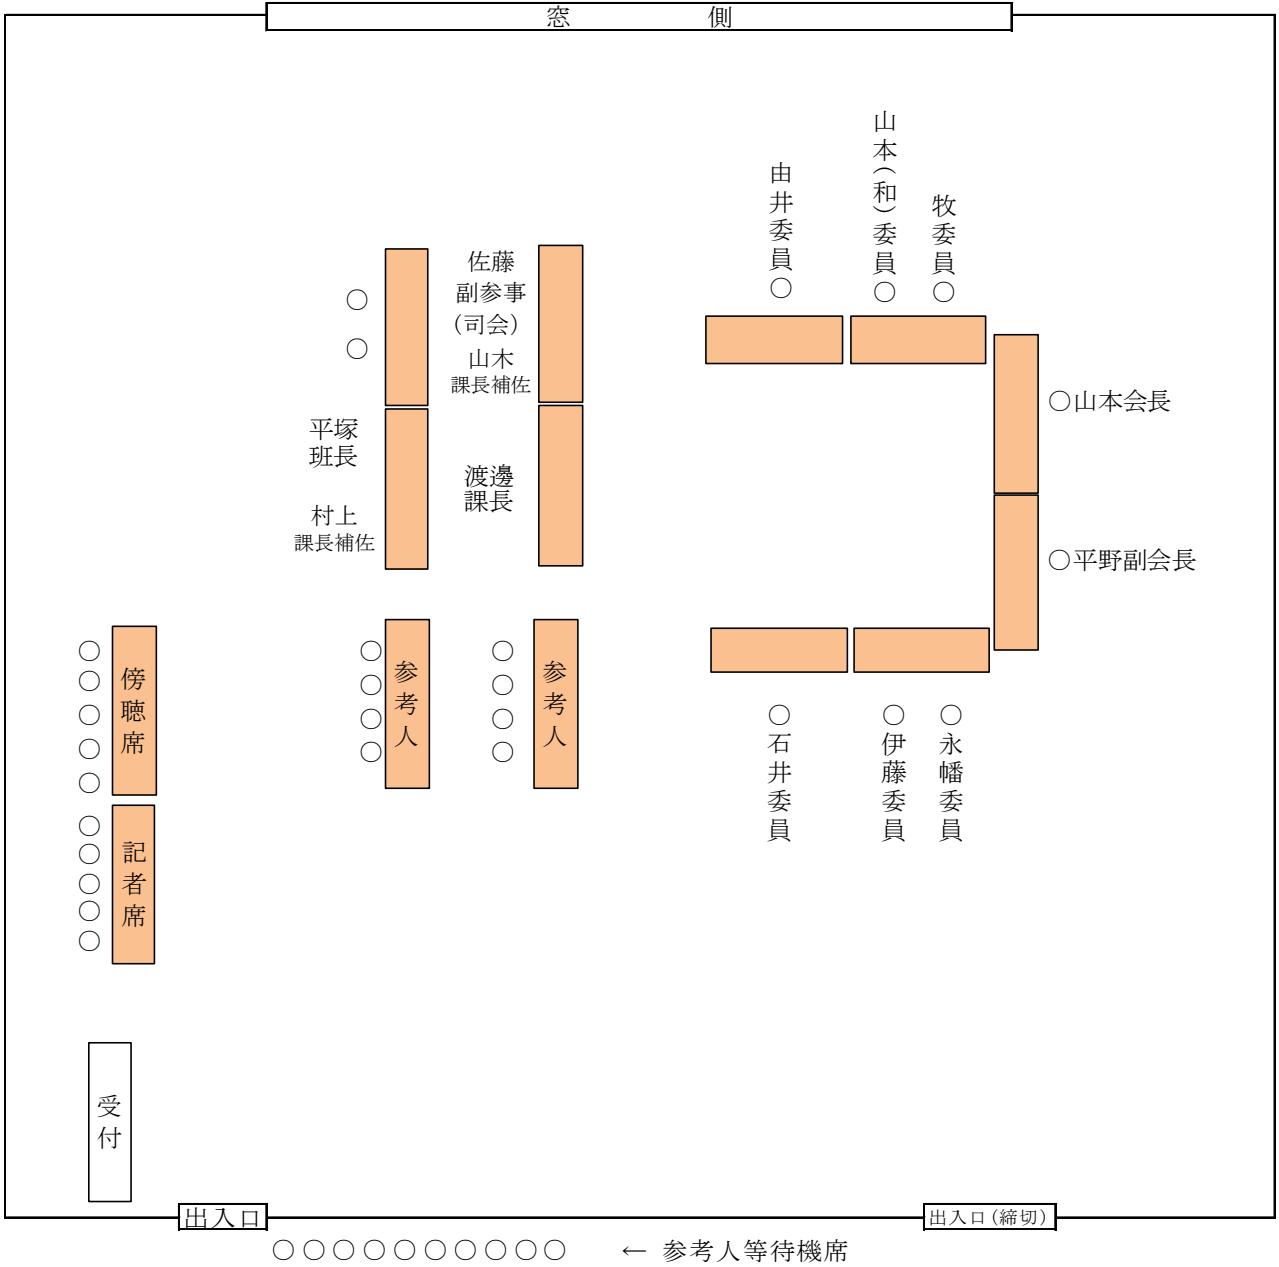 窓 側
由井委員○
山本(和)委員○
牧委員○
○山本会長
○平野副会長
佐藤
副参事
(司会)
山木
課長補佐
○
○
平塚
班長
村上
課長補佐
渡邊
課長
○○○○○
傍聴席
○○○○
参考人
○○○○
参考人
○石井委員
○伊藤委員
○永幡委員
○○○○○
記者席
受付
出入口
出入口(締切)
○○○○○○○○○○ ← 参考人等待機席